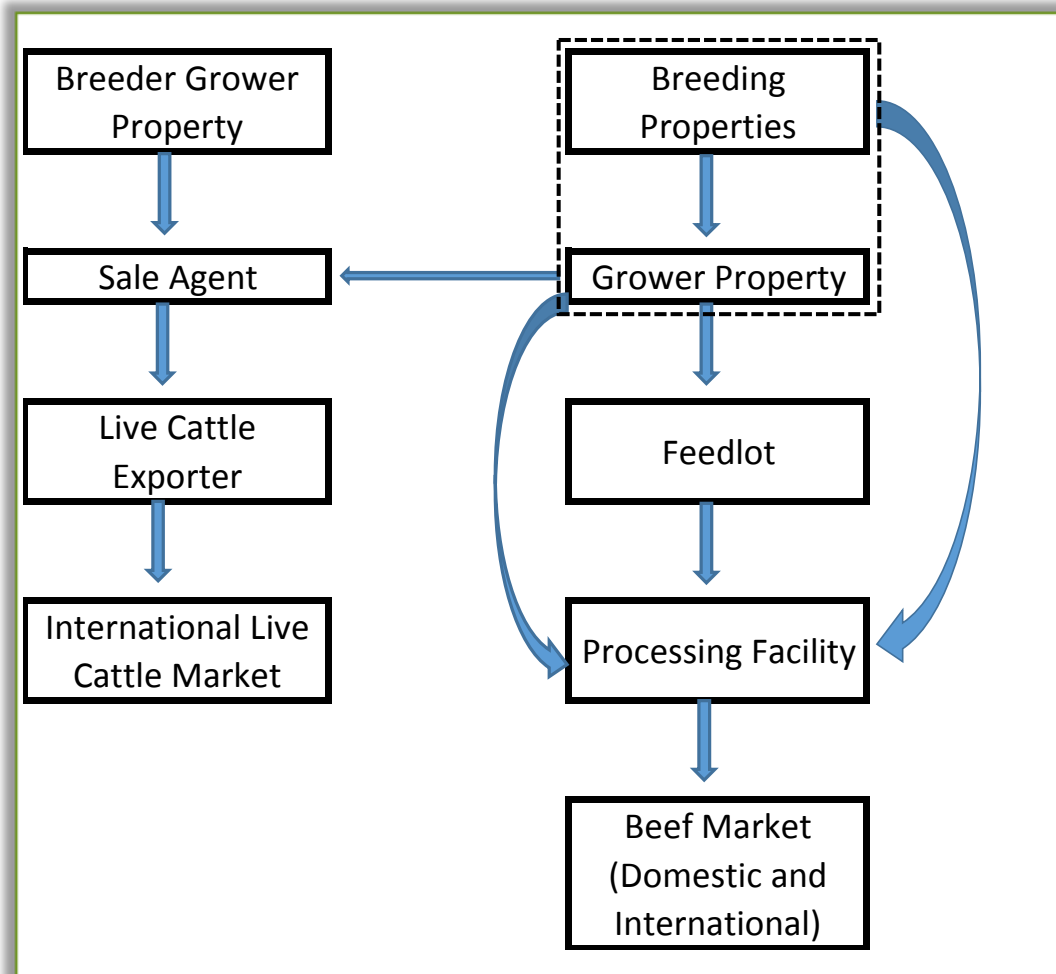 Breeder Grower
Property
Sale Agent
Live Cattle
Exporter
International Live
Cattle Market
Breeding
Properties
Grower Property
Feedlot
Processing Facility
Beef Market
(Domestic and
International)